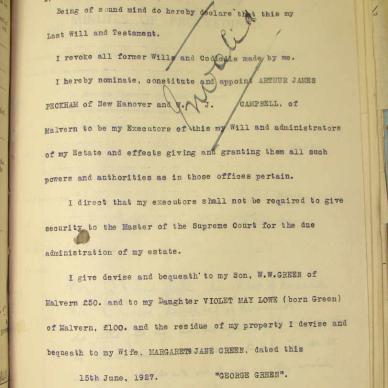 Being of sound mind do hereby declare that this my
Last Will and Testament.
I revoke all former Wills and Codicils made by me.
I hereby nominate, constitute and appoint ARTHUR JAMES
PECKHAM of New Hanover and W. J. CAMPBELL, of
Malvern to be my Executors of this my Will and administrators
of my Estate and effects giving and granting them all such
powers and authorities as in those offices pertain.
I direct that my executors shall not be required to give
security to the Master of the Supreme Court for the due
administration of my estate.
I give devise and bequeath to my Son, W.W.GREEN of
Malvern £50. and to my Daughter VIOLET MAY LOWE (born Green)
of Malvern, £100. and the residue of my property I devise and
bequeath to my Wife, MARGARET JANE GREEN, dated this
15th June, 1927. "GEORGE GREEN".